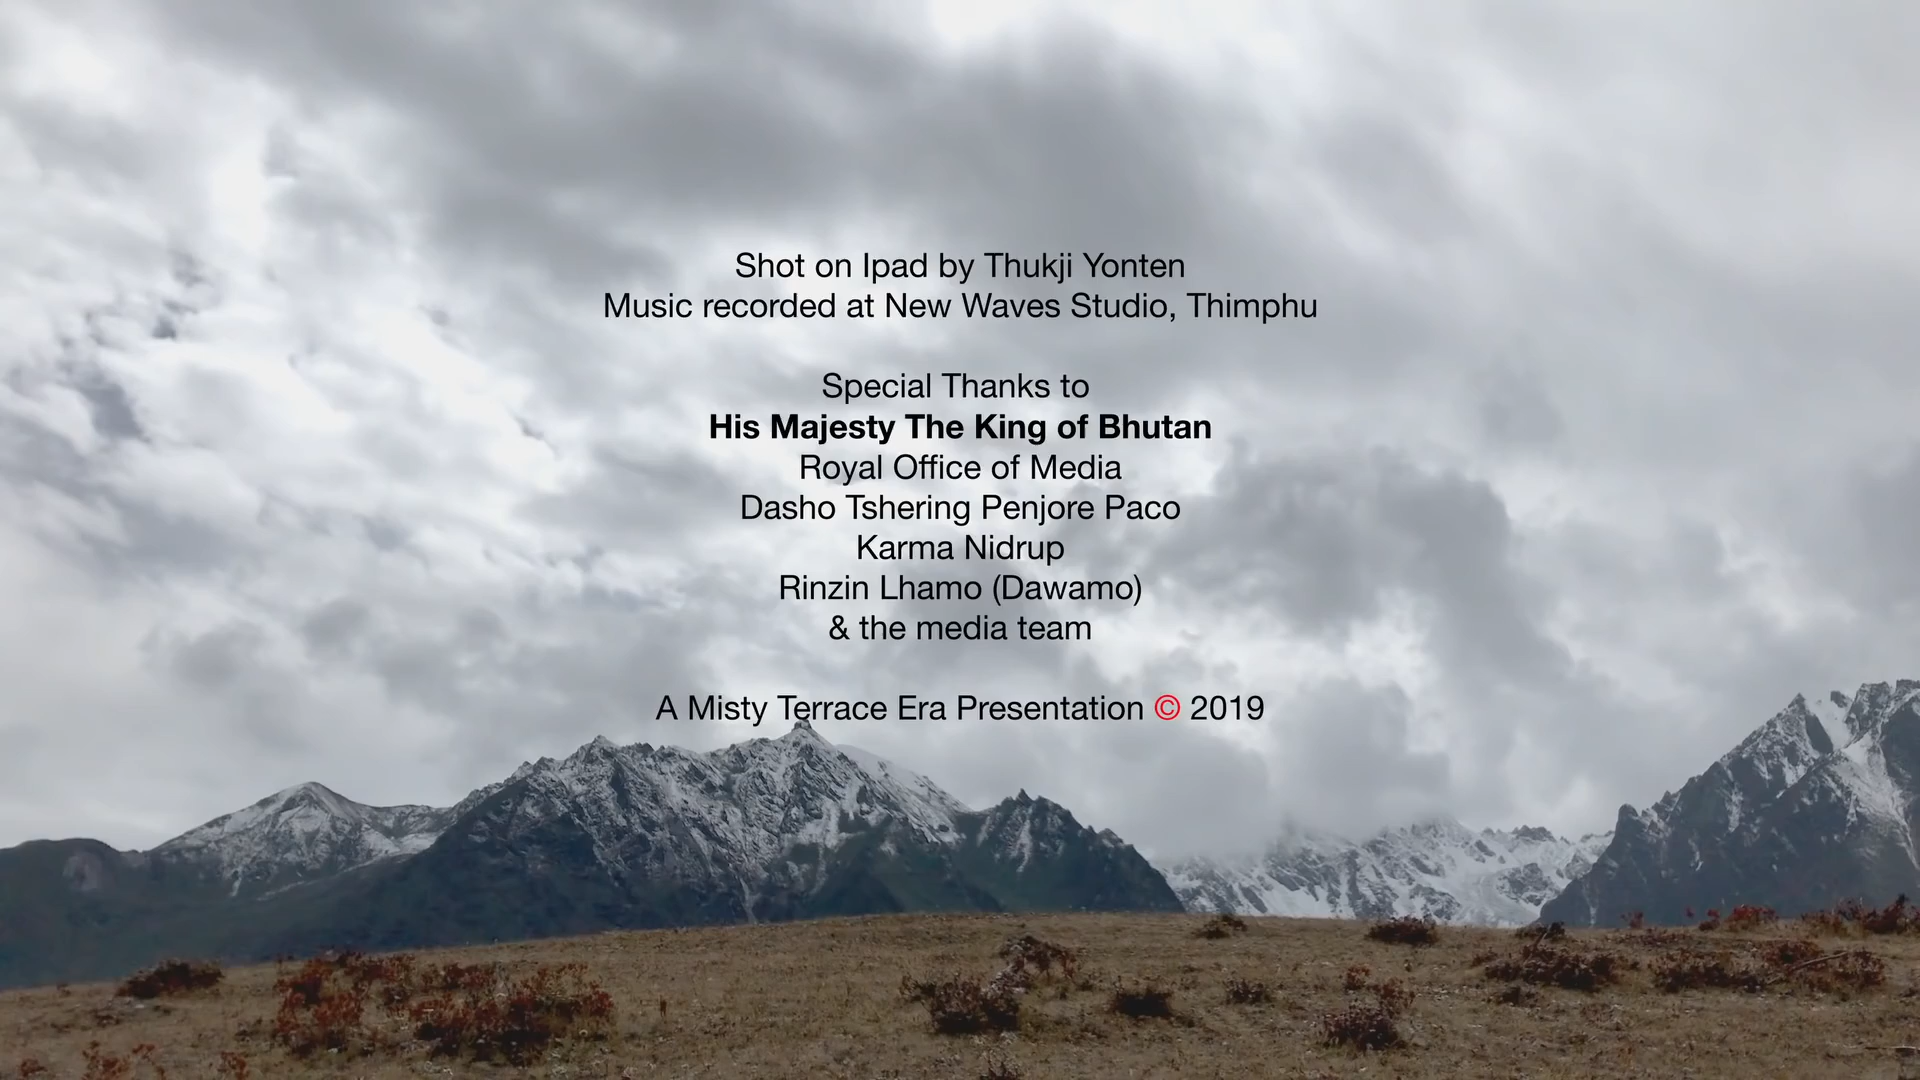 Shot on Ipad by Thukji Yonten
Music recorded at New Waves Studio, Thimphu
Special Thanks to
His Majesty The King of Bhutan
Royal Office of Media
Dasho Tshering Penjore Paco
Karma Nidrup
Rinzin Lhamo (Dawamo)
& the media team
A Misty Terrace Era Presentation © 2019